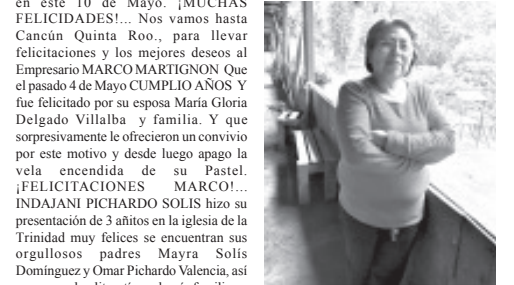 en este 10 de Mayo. ¡MUCHAS
FELICIDADES!... Nos vamos hasta
Cancún Quinta Roo., para llevar
felicitaciones y los mejores deseos al
Empresario MARCO MARTIGNON Que
el pasado 4 de Mayo CUMPLIO AÑOS Y
fue felicitado por su esposa María Gloria
Delgado Villalba y familia. Y que
sorpresivamente le ofrecieron un convivio
por este motivo y desde luego apago la
vela encendida de su Pastel.
¡FELICITACIONES MARCO!...
INDAJANI PICHARDO SOLIS hizo su
presentación de 3 añitos en la iglesia de la
Trinidad muy felices se encuentran sus
orgullosos padres Mayra Solís
Domínguez y Omar Pichardo Valencia, así